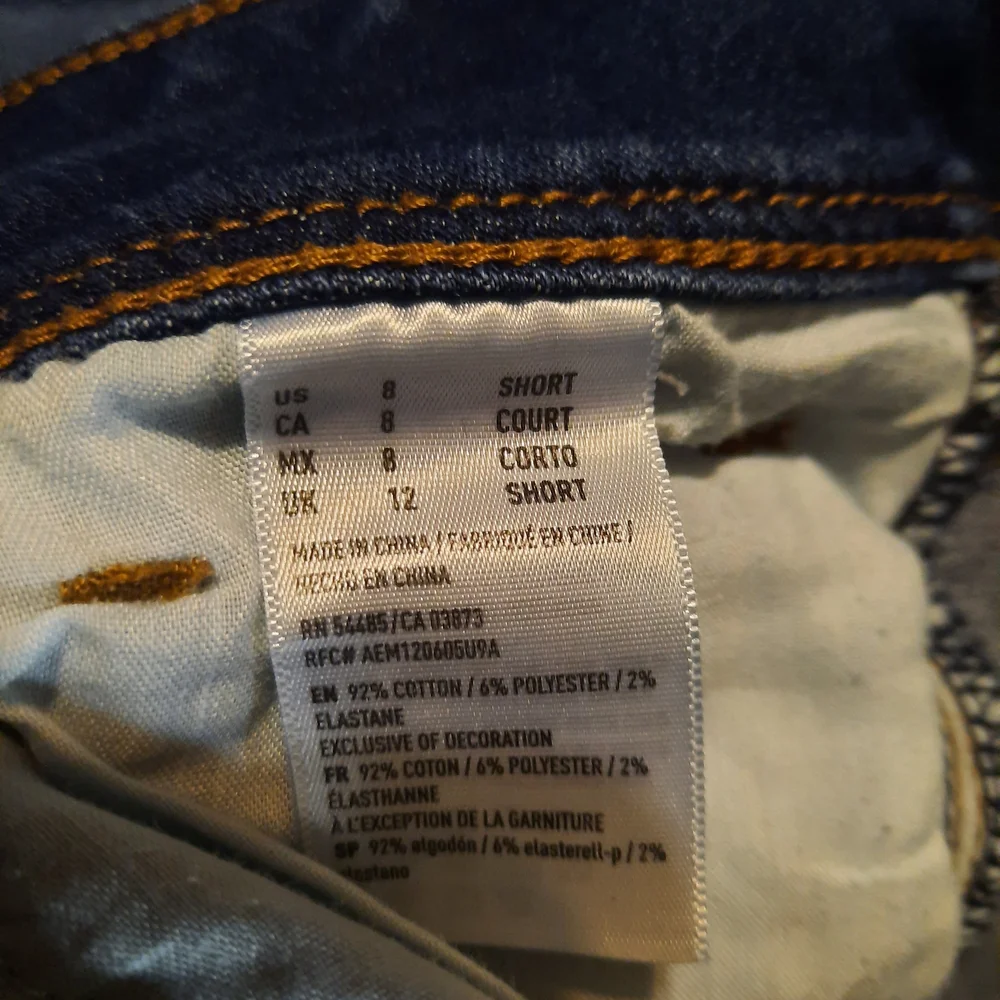 US 8 SHORT
CA 8 COURT
MX 8 CORTO
UK 12 SHORT
MADE IN CHINA / FABRIQUÉ EN CHINE /
HECHO EN CHINA
RN 54485/CA 03873
RFC# AEM120605U9A
EN 92% COTTON / 6% POLYESTER / 2%
ELASTANE
EXCLUSIVE OF DECORATION
FR 92% COTON / 6% POLYESTER / 2%
ÉLASTHANNE
À L'EXCEPTION DE LA GARNITURE
SP 92% algodón / 6% elasterell-p / 2%
elastano